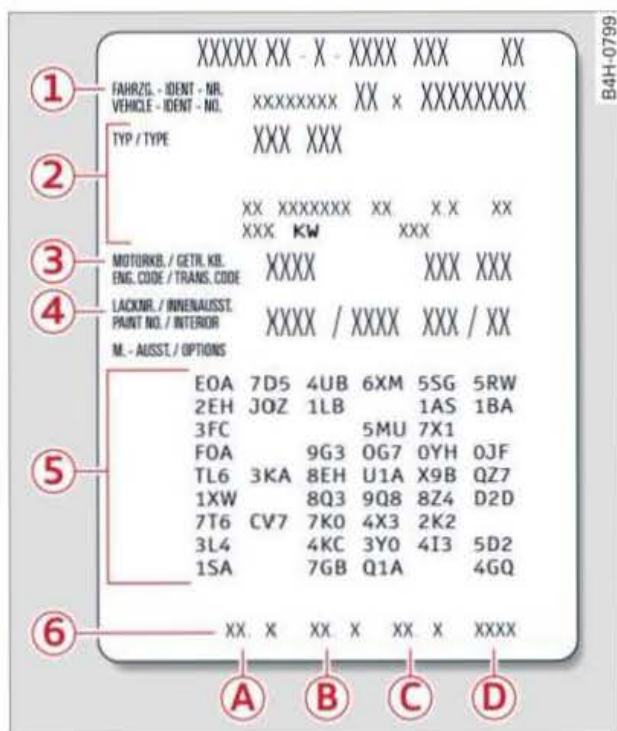 B4H-0799
XXXXX XX - X - XXXX XXX XX
1
FAHRZG. - IDENT - NR.
VEHICLE - IDENT - NO. XXXXXXXX XX X XXXXXXXX
TYP / TYPE XXX XXX
2
XX XXXXXXX XX X.X XX
XXX KW XXX
3
MOTORKB. / GETR. KB.
ENG. CODE / TRANS. CODE XXXX XXX XXX
4
LACKNR. / INNENAUSST.
PAINT NO. / INTERIOR XXXX / XXXX XXX / XX
M. - AUSST. / OPTIONS
5
EOA 7D5 4UB 6XM 5SG 5RW
2EH JOZ 1LB 1AS 1BA
3FC 5MU 7X1
FOA 9G3 OG7 0YH 0JF
TL6 3KA 8EH U1A X9B QZ7
1XW 8Q3 9Q8 8Z4 D2D
7T6 CV7 7K0 4X3 2K2
3L4 4KC 3Y0 4I3 5D2
1SA 7GB Q1A 4GQ
6
XX. X XX. X XX. X XXXX
A B C D